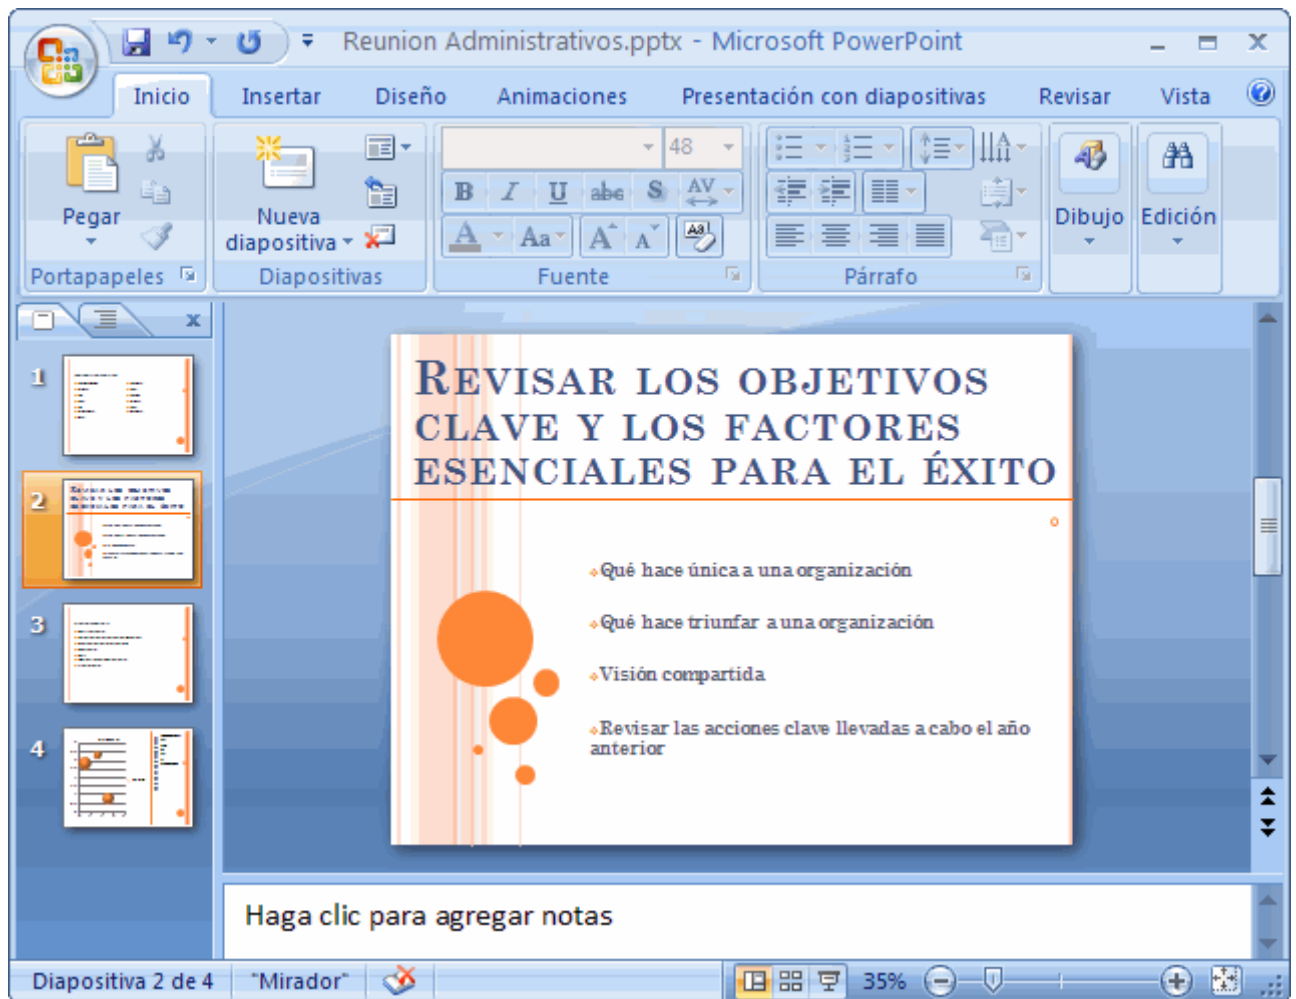 Reunion Administrativos.pptx - Microsoft PowerPoint
Inicio Insertar Diseño Animaciones Presentación con diapositivas Revisar Vista
48
Pegar
Nueva
diapositiva
Dibujo Edición
Portapapeles Diapositivas Fuente Párrafo
1
2
3
4
REVISAR LOS OBJETIVOS
CLAVE Y LOS FACTORES
ESENCIALES PARA EL ÉXITO
Qué hace única a una organización
Qué hace triunfar a una organización
Visión compartida
Revisar las acciones clave llevadas a cabo el año
anterior
Haga clic para agregar notas
Diapositiva 2 de 4 "Mirador" 35%